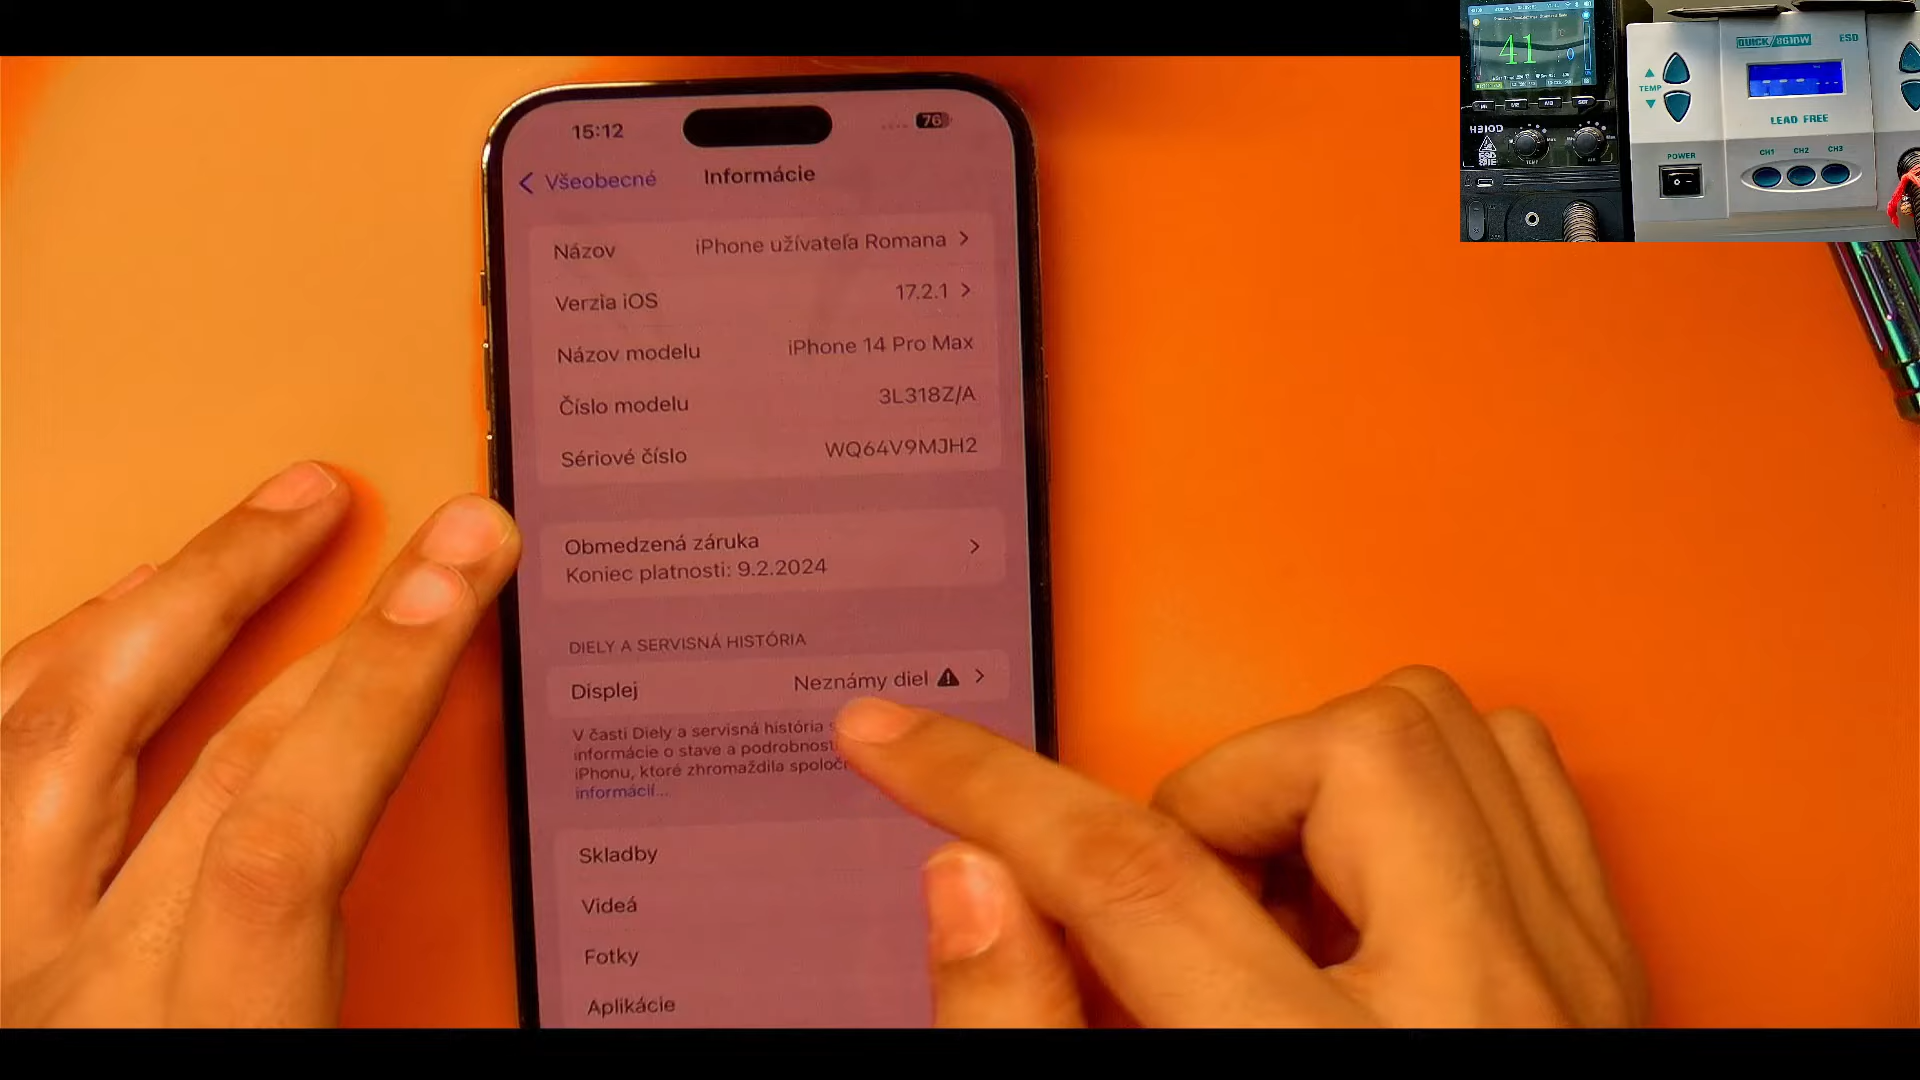 15:12
76
Všeobecné
Informácie
Názov
iPhone užívateľa Romana
Verzia iOS
17.2.1
Názov modelu
iPhone 14 Pro Max
Číslo modelu
3L318Z/A
Sériové číslo
WQ64V9MJH2
Obmedzená záruka
Koniec platnosti: 9.2.2024
DIELY A SERVISNÁ HISTÓRIA
Displej
Neznámy diel
V časti Diely a servisná história
informácie o stave a
iPhonu, ktoré zhromaždila
informácií...
Skladby
Videá
Fotky
Aplikácie
41
0
ESD
QUICK/861DW
ESD
TEMP
LEAD FREE
POWER
CH1
CH2
CH3